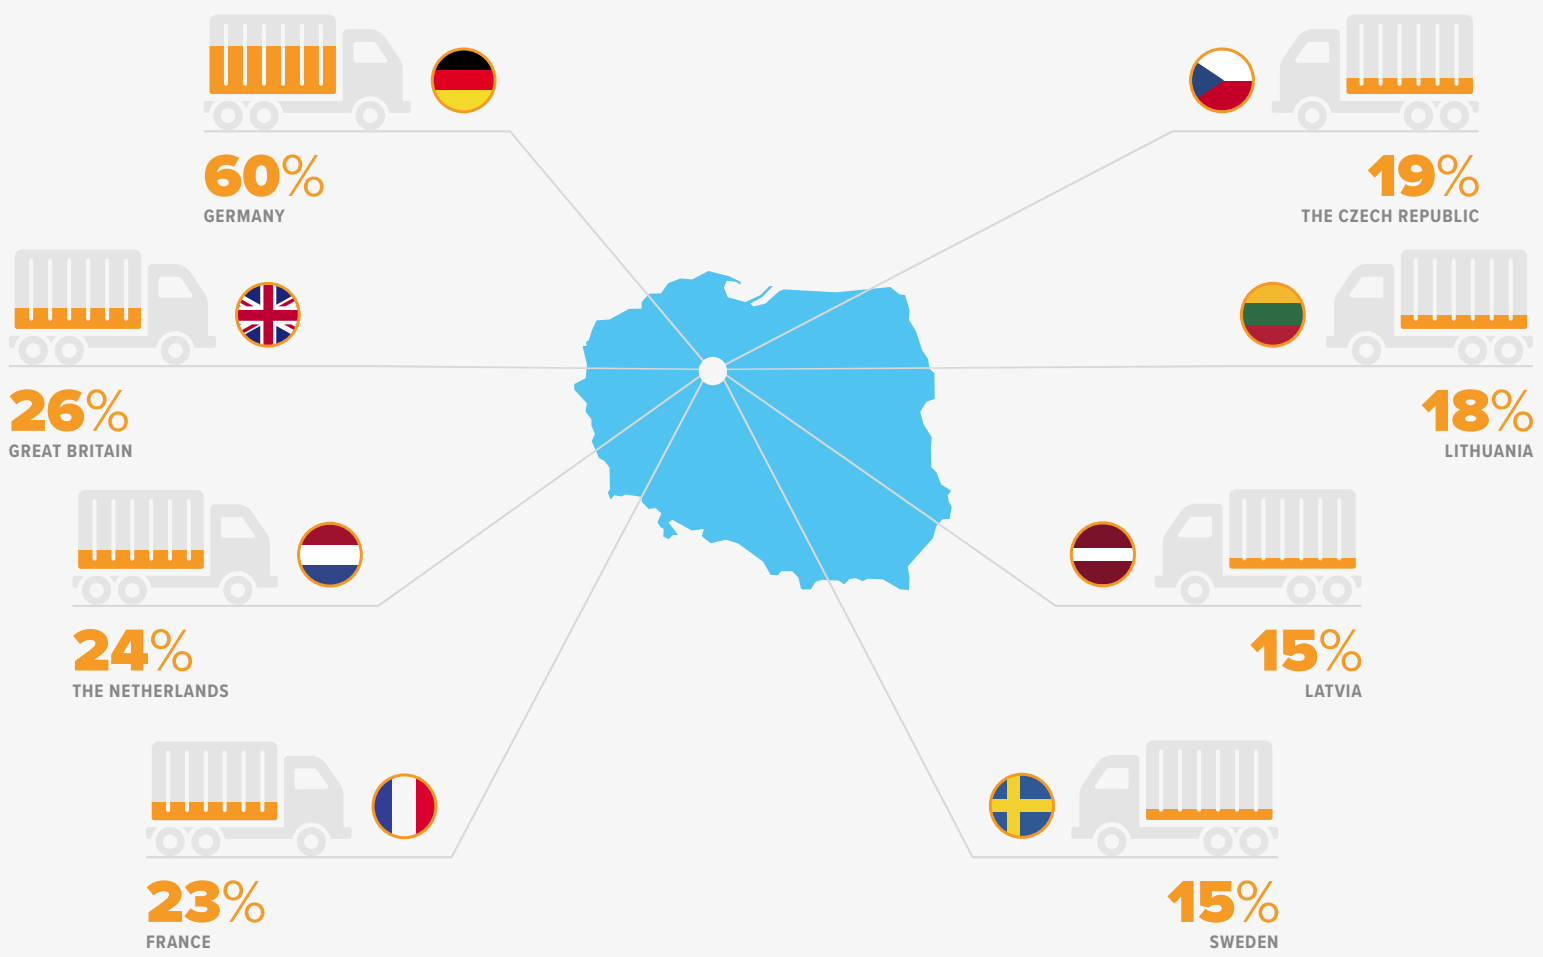 60%
GERMANY
19%
THE CZECH REPUBLIC
26%
GREAT BRITAIN
18%
LITHUANIA
24%
THE NETHERLANDS
15%
LATVIA
23%
FRANCE
15%
SWEDEN